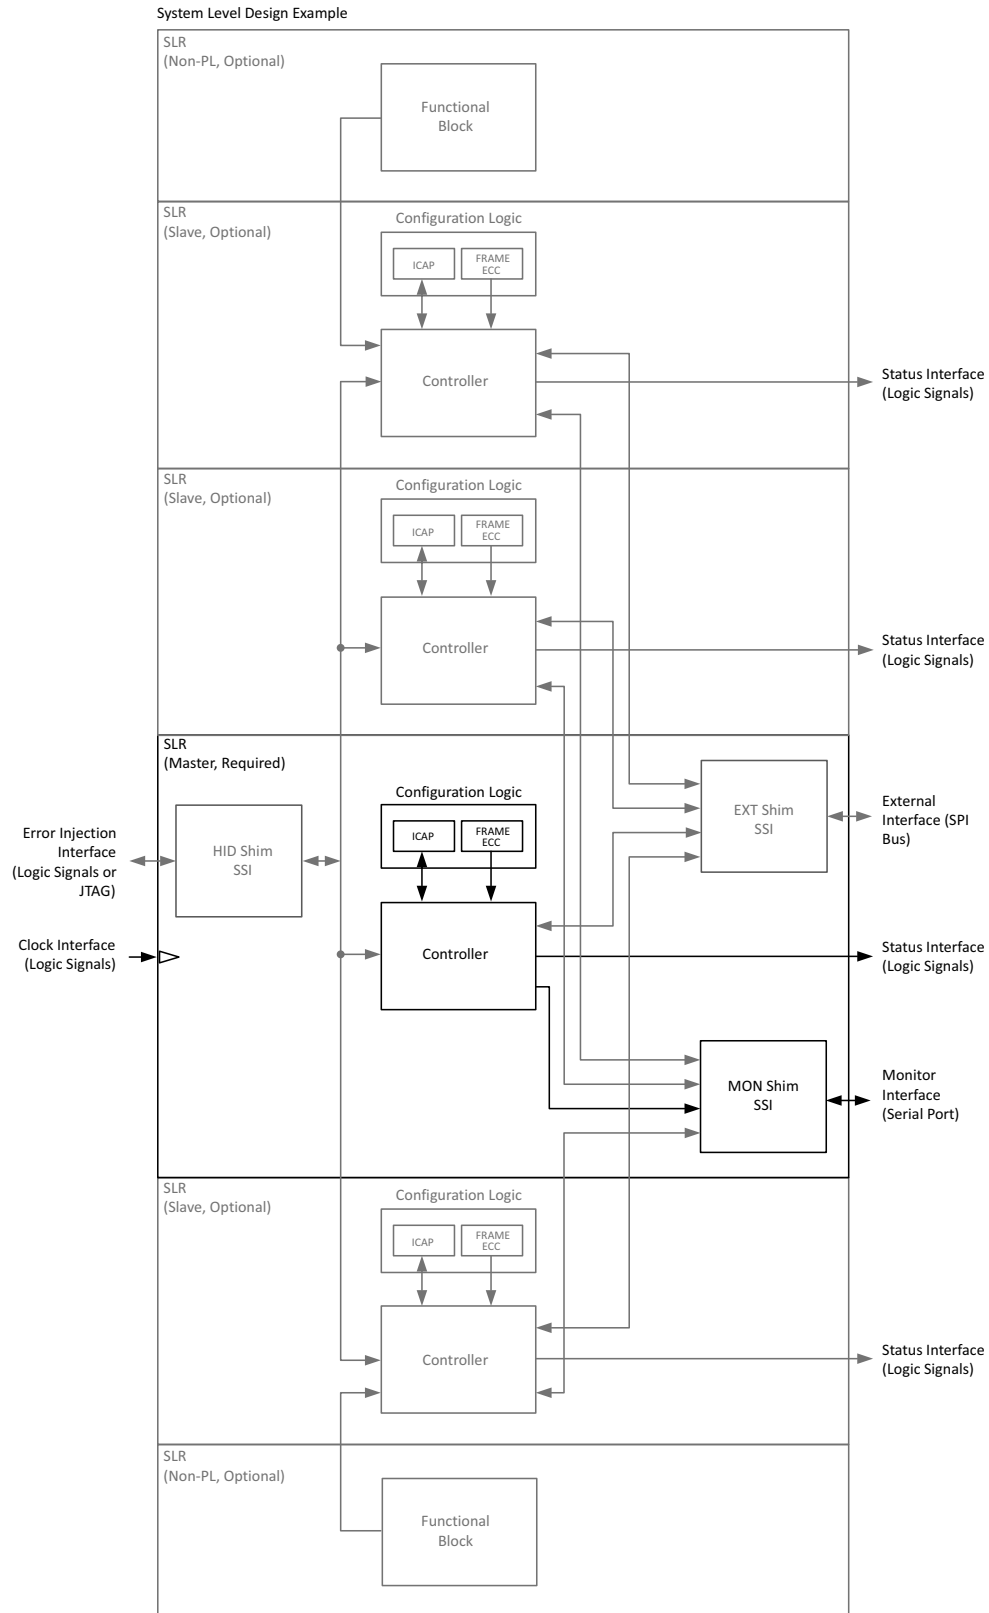 System Level Design Example
SLR
(Non-PL, Optional)
Functional
Block
SLR
(Slave, Optional)
Configuration Logic
ICAP
FRAME
ECC
Controller
Status Interface
(Logic Signals)
SLR
(Slave, Optional)
Configuration Logic
ICAP
FRAME
ECC
Controller
Status Interface
(Logic Signals)
SLR
(Master, Required)
Configuration Logic
ICAP
FRAME
ECC
EXT Shim
SSI
External
Interface (SPI
Bus)
Error Injection
Interface
(Logic Signals or
JTAG)
HID Shim
SSI
Clock Interface
(Logic Signals)
Controller
Status Interface
(Logic Signals)
MON Shim
SSI
Monitor
Interface
(Serial Port)
SLR
(Slave, Optional)
Configuration Logic
ICAP
FRAME
ECC
Controller
Status Interface
(Logic Signals)
SLR
(Non-PL, Optional)
Functional
Block